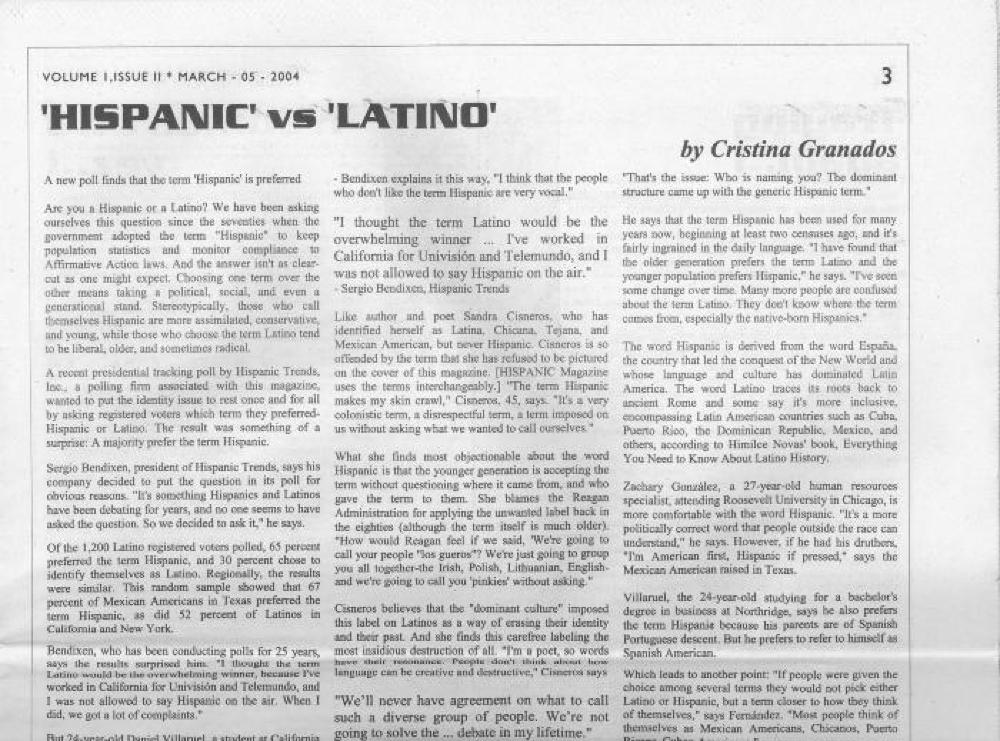 VOLUME 1,ISSUE II * MARCH - 05 - 2004
3
'HISPANIC' vs 'LATINO'
by Cristina Granados
A new poll finds that the term 'Hispanic' is preferred
Are you a Hispanic or a Latino? We have been asking
ourselves this question since the seventies when the
government adopted the term "Hispanic" to keep
population statistics and monitor compliance to
Affirmative Action laws. And the answer isn't as clear-
cut as one might expect. Choosing one term over the
other means taking a political, social, and even a
generational stand. Stereotypically, those who call
themselves Hispanic are more assimilated, conservative,
and young, while those who choose the term Latino tend
to be liberal, older, and sometimes radical.
A recent presidential tracking poll by Hispanic Trends,
Inc., a polling firm associated with this magazine,
wanted to put the identity issue to rest once and for all
by asking registered voters which term they preferred-
Hispanic or Latino. The result was something of a
surprise: A majority prefer the term Hispanic.
Sergio Bendixen, president of Hispanic Trends, says his
company decided to put the question in its poll for
obvious reasons. "It's something Hispanics and Latinos
have been debating for years, and no one seems to have
asked the question. So we decided to ask it," he says.
Of the 1,200 Latino registered voters polled, 65 percent
preferred the term Hispanic, and 30 percent chose to
identify themselves as Latino. Regionally, the results
were similar. This random sample showed that 67
percent of Mexican Americans in Texas preferred the
term Hispanic, as did 52 percent of Latinos in
California and New York.
Bendixen, who has been conducting polls for 25 years,
says the results surprised him. "I thought the term
Latino would be the overwhelming winner, because I've
worked in California for Univisión and Telemundo, and
I was not allowed to say Hispanic on the air. When I
did, we got a lot of complaints."
But 24-year-old Daniel Villaruel, a student at California
- Bendixen explains it this way, "I think that the people
who don't like the term Hispanic are very vocal."
"I thought the term Latino would be the
overwhelming winner ... I've worked in
California for Univisión and Telemundo, and I
was not allowed to say Hispanic on the air."
- Sergio Bendixen, Hispanic Trends
Like author and poet Sandra Cisneros, who has
identified herself as Latina, Chicana, Tejana, and
Mexican American, but never Hispanic. Cisneros is so
offended by the term that she has refused to be pictured
on the cover of this magazine. [HISPANIC Magazine
uses the terms interchangeably.] "The term Hispanic
makes my skin crawl," Cisneros, 45, says. "It's a very
colonistic term, a disrespectful term, a term imposed on
us without asking what we wanted to call ourselves."
What she finds most objectionable about the word
Hispanic is that the younger generation is accepting the
term without questioning where it came from, and who
gave the term to them. She blames the Reagan
Administration for applying the unwanted label back in
the eighties (although the term itself is much older).
"How would Reagan feel if we said, 'We're going to
call your people "los gueros"? We're just going to group
you all together-the Irish, Polish, Lithuanian, English-
and we're going to call you 'pinkies' without asking."
Cisneros believes that the "dominant culture" imposed
this label on Latinos as a way of erasing their identity
and their past. And she finds this carefree labeling the
most insidious destruction of all. "I'm a poet, so words
have their resonance. People don't think about how
language can be creative and destructive," Cisneros says
"We'll never have agreement on what to call
such a diverse group of people. We're not
going to solve the ... debate in my lifetime."
"That's the issue: Who is naming you? The dominant
structure came up with the generic Hispanic term."
He says that the term Hispanic has been used for many
years now, beginning at least two censuses ago, and it's
fairly ingrained in the daily language. "I have found that
the older generation prefers the term Latino and the
younger population prefers Hispanic," he says. "I've seen
some change over time. Many more people are confused
about the term Latino. They don't know where the term
comes from, especially the native-born Hispanics."
The word Hispanic is derived from the word España,
the country that led the conquest of the New World and
whose language and culture has dominated Latin
America. The word Latino traces its roots back to
ancient Rome and some say it's more inclusive,
encompassing Latin American countries such as Cuba,
Puerto Rico, the Dominican Republic, Mexico, and
others, according to Himilce Novas' book, Everything
You Need to Know About Latino History.
Zachary González, a 27-year-old human resources
specialist, attending Roosevelt University in Chicago, is
more comfortable with the word Hispanic. "It's a more
politically correct word that people outside the race can
understand," he says. However, if he had his druthers,
"I'm American first, Hispanic if pressed," says the
Mexican American raised in Texas.
Villaruel, the 24-year-old studying for a bachelor's
degree in business at Northridge, says he also prefers
the term Hispanic because his parents are of Spanish
Portuguese descent. But he prefers to refer to himself as
Spanish American.
Which leads to another point: "If people were given the
choice among several terms they would not pick either
Latino or Hispanic, but a term closer to how they think
of themselves," says Fernández. "Most people think of
themselves as Mexican Americans, Chicanos, Puerto